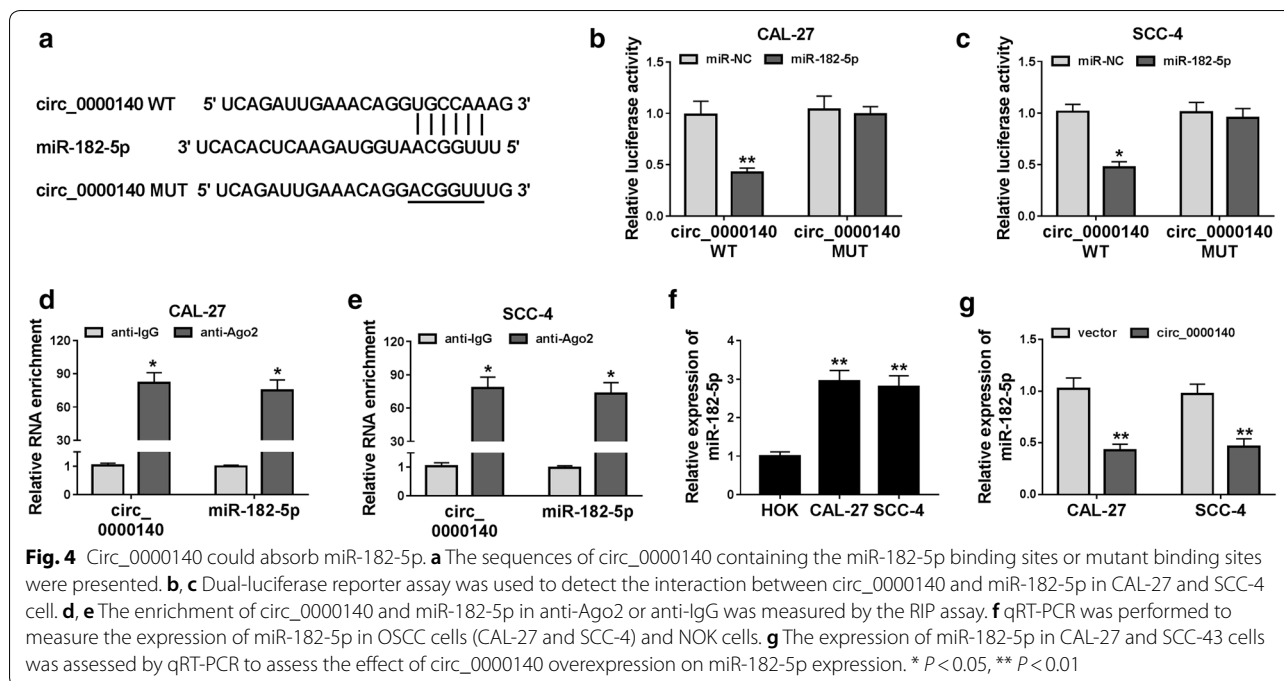 a
circ_0000140 WT 5' UCAGAUUGAAACAGGUGCCAAAG 3'
miR-182-5p 3' UCACACUCAAGAUGGUAACGGUUU 5'
circ_0000140 MUT 5' UCAGAUUGAAACAGGACGGUUUG 3'
b
CAL-27
miR-NC miR-182-5p
Relative luciferase activity
1.5
1.0
0.5
0.0
**
circ_0000140 WT
circ_0000140 MUT
c
SCC-4
miR-NC miR-182-5p
Relative luciferase activity
1.5
1.0
0.5
0.0
*
circ_0000140 WT
circ_0000140 MUT
d
CAL-27
anti-IgG anti-Ago2
Relative RNA enrichment
120
90
60
30
1
0
* *
circ_
0000140
miR-182-5p
e
SCC-4
anti-IgG anti-Ago2
Relative RNA enrichment
120
90
60
30
1
0
* *
circ_
0000140
miR-182-5p
f
Relative expression of
miR-182-5p
4
3
2
1
0
** **
HOK CAL-27 SCC-4
g
vector circ_0000140
Relative expression of
miR-182-5p
1.5
1.0
0.5
0.0
** **
CAL-27 SCC-4
Fig. 4 Circ_0000140 could absorb miR-182-5p. a The sequences of circ_0000140 containing the miR-182-5p binding sites or mutant binding sites
were presented. b, c Dual-luciferase reporter assay was used to detect the interaction between circ_0000140 and miR-182-5p in CAL-27 and SCC-4
cell. d, e The enrichment of circ_0000140 and miR-182-5p in anti-Ago2 or anti-IgG was measured by the RIP assay. f qRT-PCR was performed to
measure the expression of miR-182-5p in OSCC cells (CAL-27 and SCC-4) and NOK cells. g The expression of miR-182-5p in CAL-27 and SCC-43 cells
was assessed by qRT-PCR to assess the effect of circ_0000140 overexpression on miR-182-5p expression. * P < 0.05, ** P < 0.01